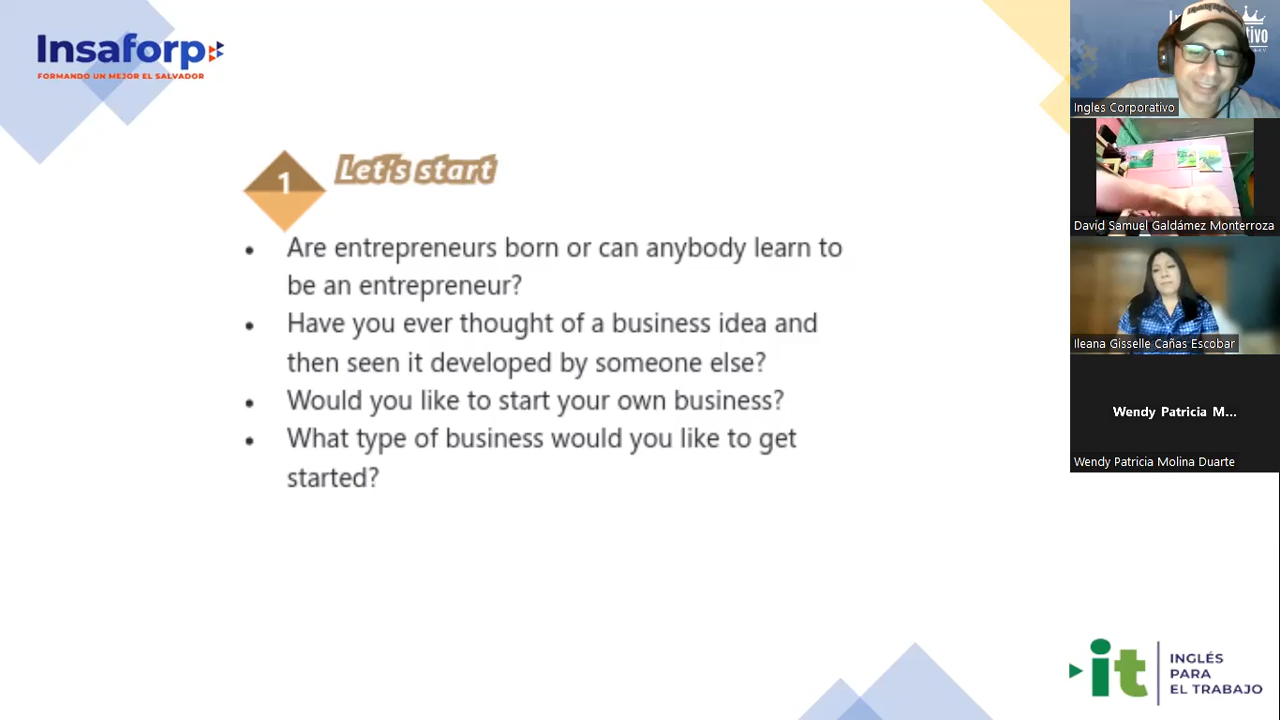 Insaforp
FORMANDO UN MEJOR EL SALVADOR
1
Let's start
• Are entrepreneurs born or can anybody learn to
be an entrepreneur?
• Have you ever thought of a business idea and
then seen it developed by someone else?
• Would you like to start your own business?
• What type of business would you like to get
started?
Ingles Corporativo
David Samuel Galdámez Monterroza
Ileana Gisselle Cañas Escobar
Wendy Patricia M...
Wendy Patricia Molina Duarte
it
INGLÉS
PARA
EL TRABAJO